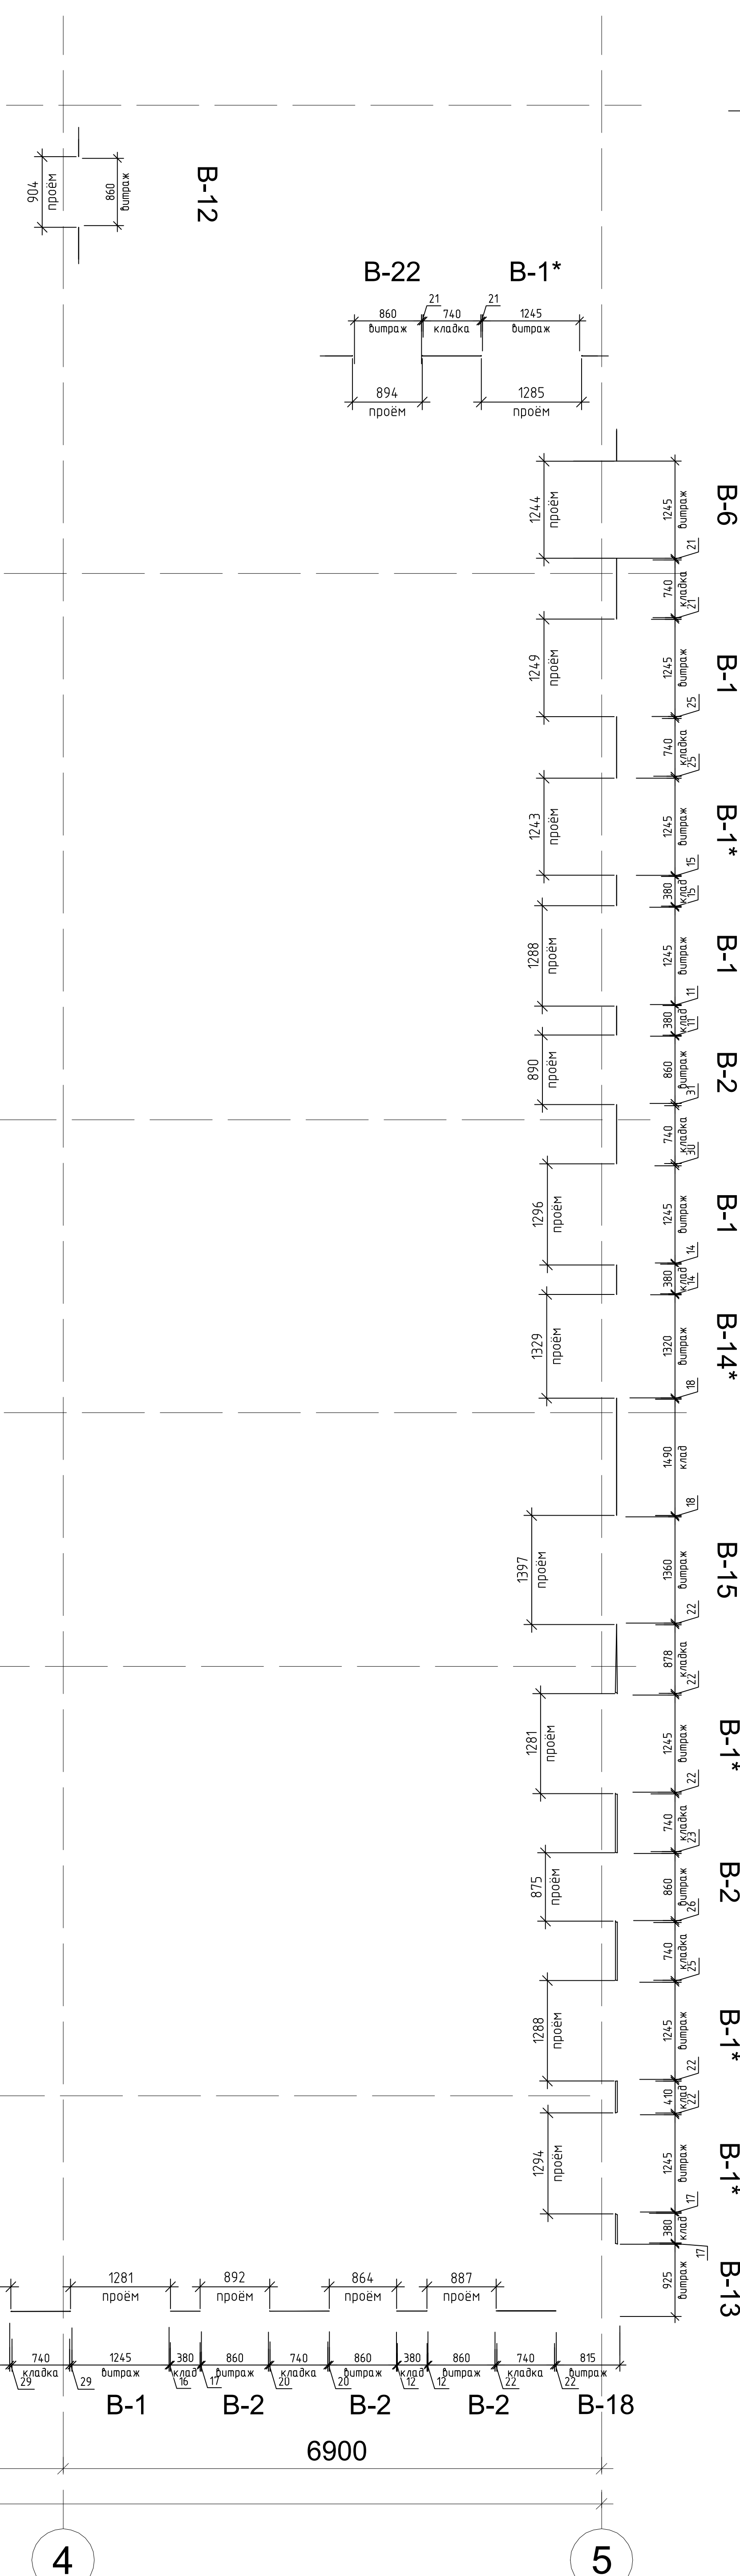 904
проём
860
витраж
В-12
В-22
В-1*
21
21
860
витраж
740
кладка
1245
витраж
894
проём
1285
проём
1244
проём
1245
витраж
В-6
21
740
кладка
21
1249
проём
1245
витраж
В-1
25
740
кладка
25
1243
проём
1245
витраж
В-1*
15
380
клад
15
1288
проём
1245
витраж
В-1
11
380
клад
11
890
проём
860
витраж
В-2
31
740
кладка
30
1296
проём
1245
витраж
В-1
14
380
клад
14
1329
проём
1320
витраж
В-14*
18
1490
клад
18
1397
проём
1360
витраж
В-15
22
878
кладка
22
1281
проём
1245
витраж
В-1*
22
740
кладка
23
875
проём
860
витраж
В-2
26
740
кладка
25
1288
проём
1245
витраж
В-1*
22
410
клад
22
1294
проём
1245
витраж
В-1*
17
380
клад
17
925
витраж
В-13
1281
проём
892
проём
864
проём
887
проём
740
кладка
29
1245
витраж
29
380
клад
16
860
витраж
17
740
кладка
20
860
витраж
20
380
клад
12
860
витраж
12
740
кладка
22
815
витраж
22
В-1
В-2
В-2
В-2
В-18
6900
4
5